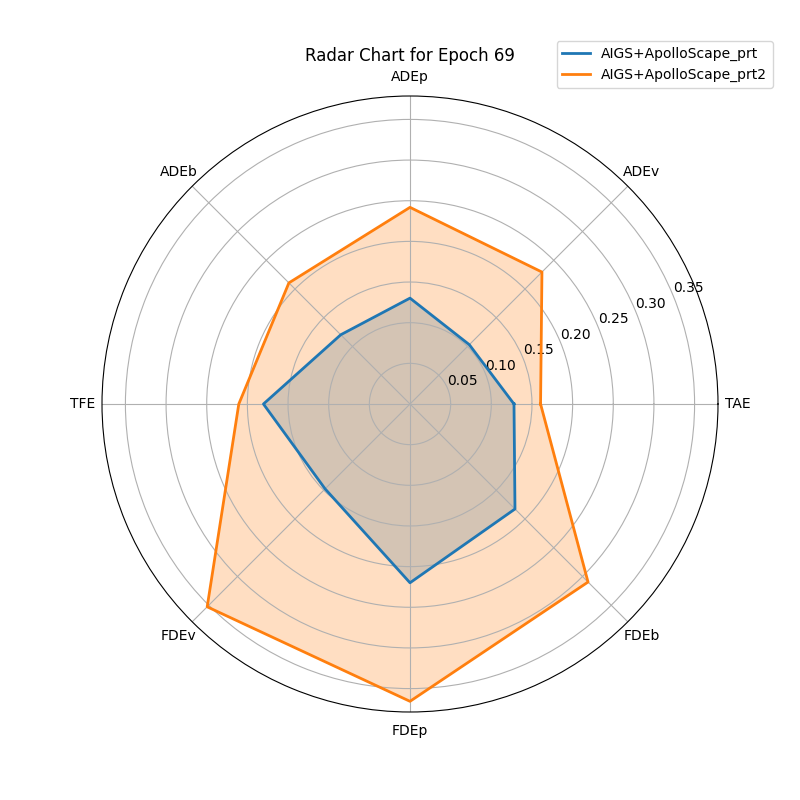 Radar Chart for Epoch 69
AIGS+ApolloScape_prt
AIGS+ApolloScape_prt2
ADEp
ADEb
ADEv
0.35
0.30
0.25
0.20
0.15
0.10
0.05
TFE
TAE
FDEv
FDEb
FDEp